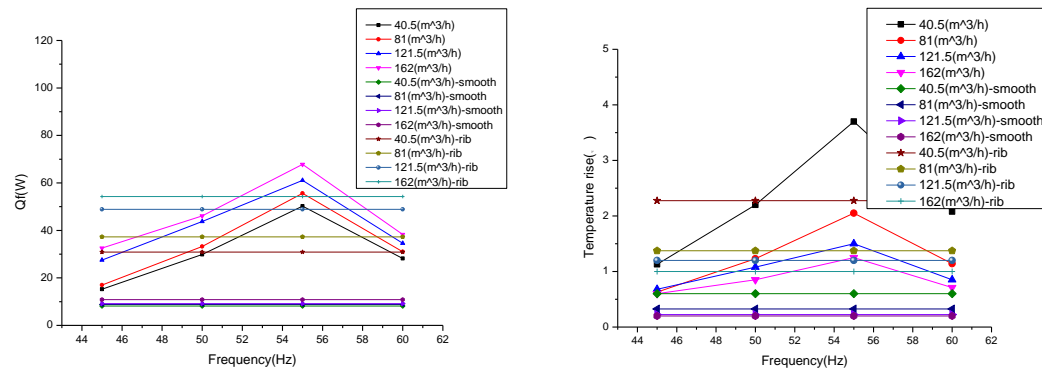 120
100
80
60
40
20
0
Qf(W)
44 46 48 50 52 54 56 58 60 62
Frequency(Hz)
40.5(m^3/h)
81(m^3/h)
121.5(m^3/h)
162(m^3/h)
40.5(m^3/h)-smooth
81(m^3/h)-smooth
121.5(m^3/h)-smooth
162(m^3/h)-smooth
40.5(m^3/h)-rib
81(m^3/h)-rib
121.5(m^3/h)-rib
162(m^3/h)-rib
5
4
3
2
1
0
Temperature rise(
44 46 48 50 52 54 56 58 60 62
Frequency(Hz)
40.5(m^3/h)
81(m^3/h)
121.5(m^3/h)
162(m^3/h)
40.5(m^3/h)-smooth
81(m^3/h)-smooth
121.5(m^3/h)-smooth
162(m^3/h)-smooth
40.5(m^3/h)-rib
81(m^3/h)-rib
121.5(m^3/h)-rib
162(m^3/h)-rib